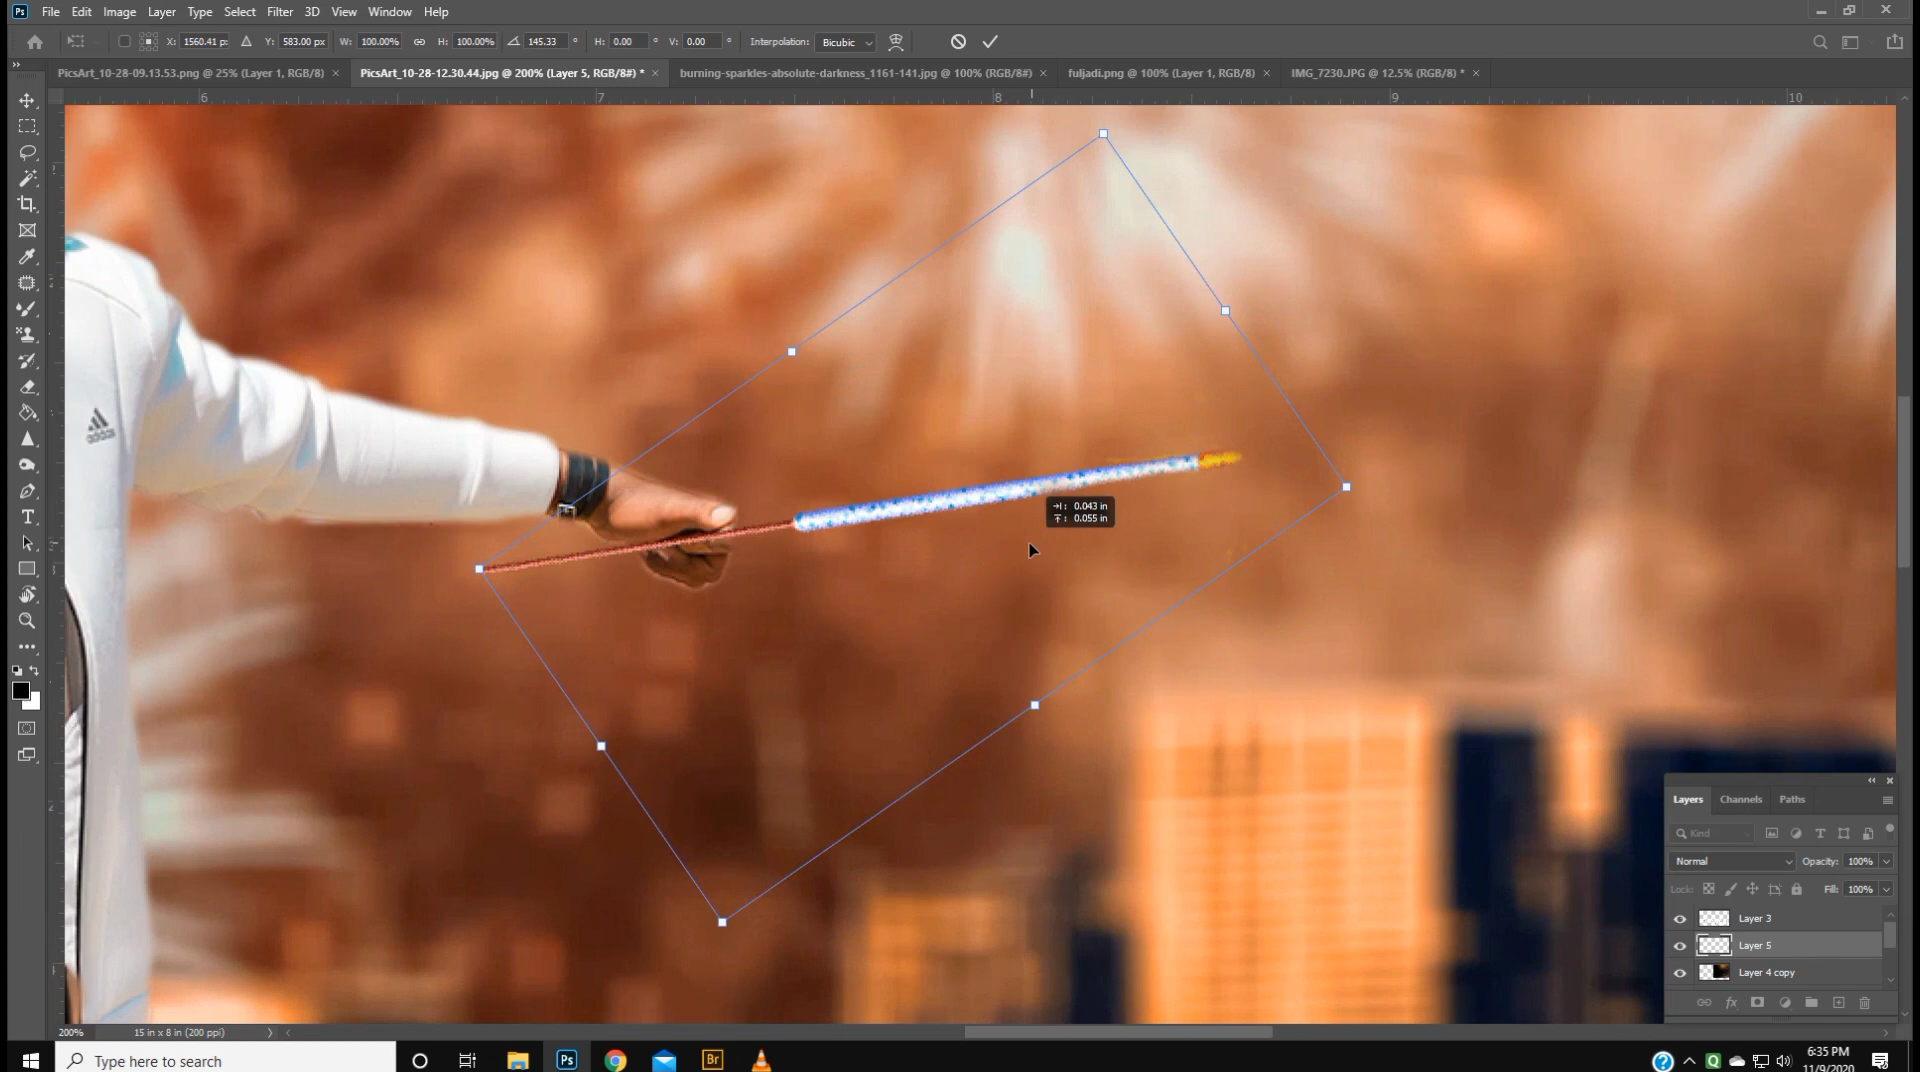 Ps File Edit Image Layer Type Select Filter 3D View Window Help
X: 1560.41 p: Y: 583.00 px W: 100.00% H: 100.00% 145.33 ° H: 0.00 ° V: 0.00 ° Interpolation: Bicubic
PicsArt_10-28-09.13.53.png @ 25% (Layer 1, RGB/8) × PicsArt_10-28-12.30.44.jpg @ 200% (Layer 5, RGB/8#) * × burning-sparkles-absolute-darkness_1161-141.jpg @ 100% (RGB/8#) × fuljadi.png @ 100% (Layer 1, RGB/8) × IMG_7230.JPG @ 12.5% (RGB/8) * ×
6 7 8 9 10
adidas
→|: 0.043 in
0.055 in
Layers Channels Paths
Kind
Normal Opacity: 100%
Lock: Fill: 100%
Layer 3
Layer 5
Layer 4 copy
fx
200% 15 in x 8 in (200 ppi)
Type here to search
Ps Br
6:35 PM
11/9/2020